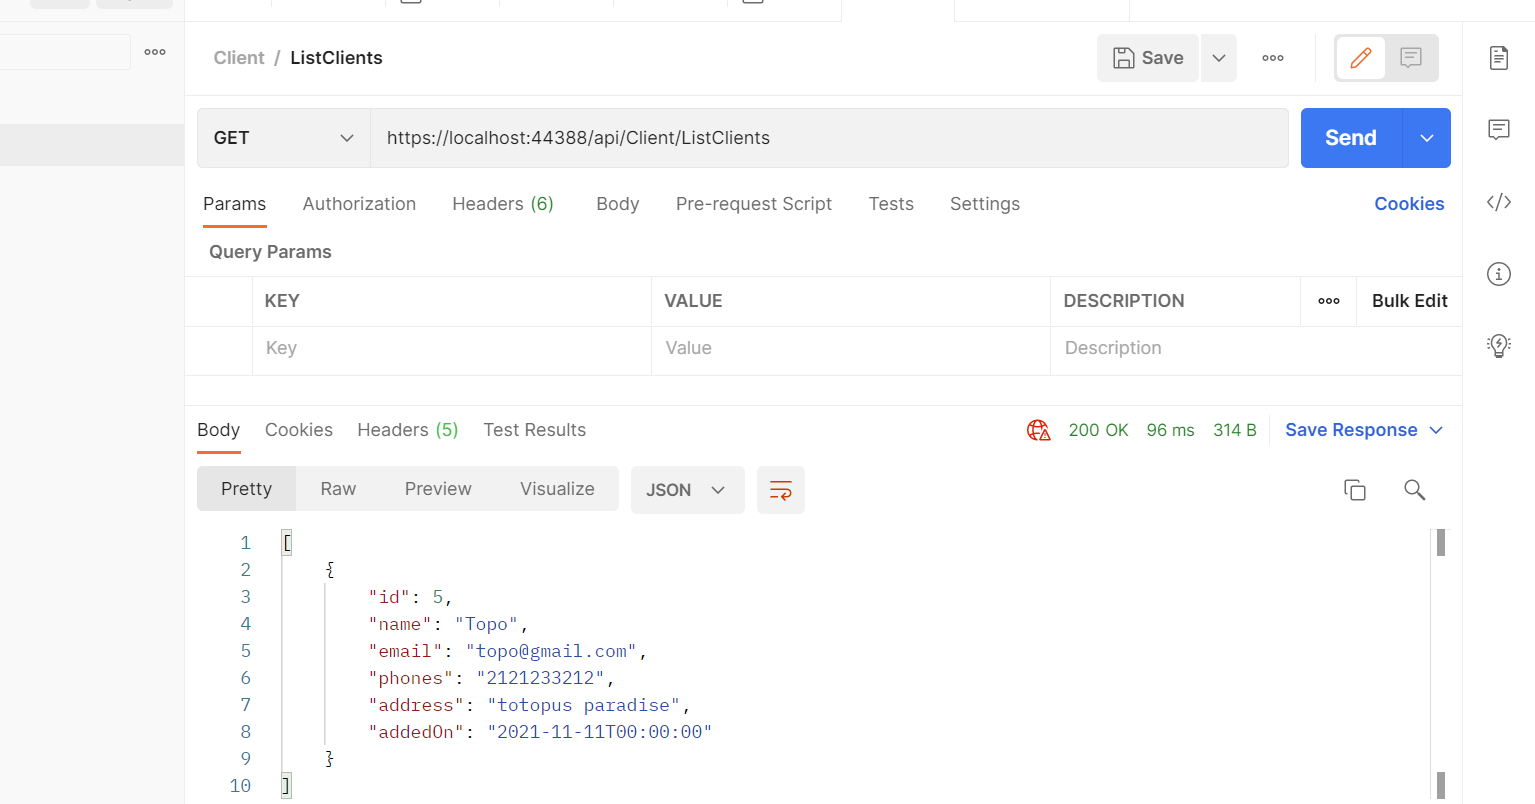 Client / ListClients
Save
GET
https://localhost:44388/api/Client/ListClients
Send
Params Authorization Headers (6) Body Pre-request Script Tests Settings Cookies
Query Params
KEY VALUE DESCRIPTION Bulk Edit
Key Value Description
Body Cookies Headers (5) Test Results 200 OK 96 ms 314 B Save Response
Pretty Raw Preview Visualize JSON
1 [
2 {
3 "id": 5,
4 "name": "Topo",
5 "email": "topo@gmail.com",
6 "phones": "2121233212",
7 "address": "totopus paradise",
8 "addedOn": "2021-11-11T00:00:00"
9 }
10 ]